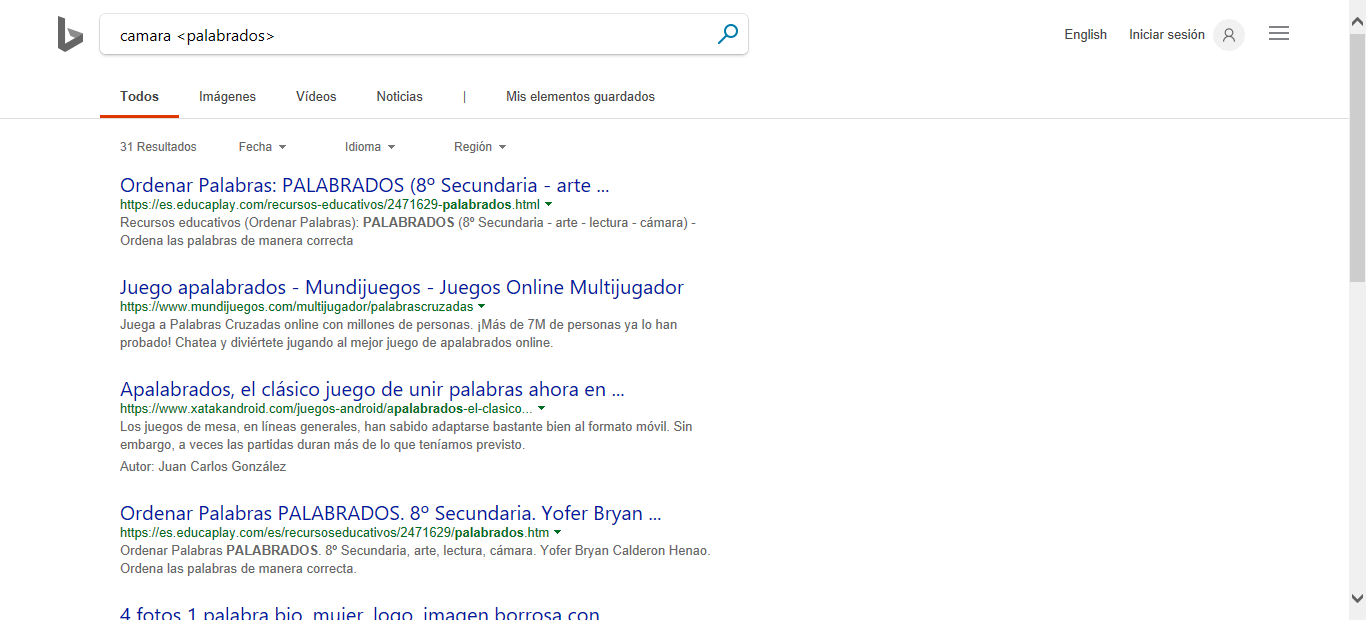 camara <palabrados>
English Iniciar sesión
Todos Imágenes Vídeos Noticias | Mis elementos guardados
31 Resultados Fecha Idioma Región
Ordenar Palabras: PALABRADOS (8º Secundaria - arte ...
https://es.educaplay.com/recursos-educativos/2471629-palabrados.html
Recursos educativos (Ordenar Palabras): PALABRADOS (8º Secundaria - arte - lectura - cámara) -
Ordena las palabras de manera correcta
Juego apalabrados - Mundijuegos - Juegos Online Multijugador
https://www.mundijuegos.com/multijugador/palabrascruzadas
Juega a Palabras Cruzadas online con millones de personas. ¡Más de 7M de personas ya lo han
probado! Chatea y diviértete jugando al mejor juego de apalabrados online.
Apalabrados, el clásico juego de unir palabras ahora en ...
https://www.xatakandroid.com/juegos-android/apalabrados-el-clasico...
Los juegos de mesa, en líneas generales, han sabido adaptarse bastante bien al formato móvil. Sin
embargo, a veces las partidas duran más de lo que teníamos previsto.
Autor: Juan Carlos González
Ordenar Palabras PALABRADOS. 8º Secundaria. Yofer Bryan ...
https://es.educaplay.com/es/recursoseducativos/2471629/palabrados.htm
Ordenar Palabras PALABRADOS. 8º Secundaria, arte, lectura, cámara. Yofer Bryan Calderon Henao.
Ordena las palabras de manera correcta.
4 fotos 1 palabra bio, mujer, logo, imagen borrosa con